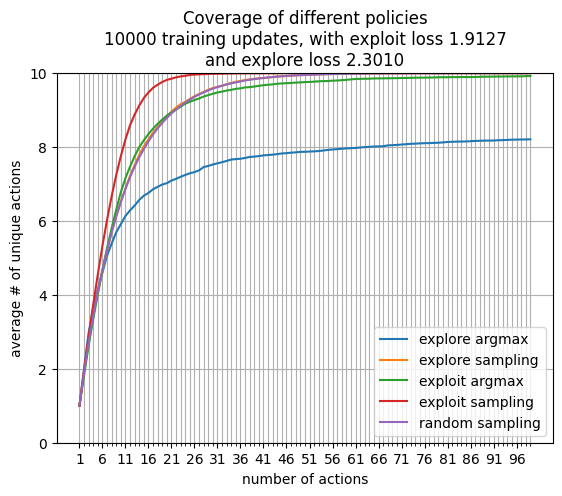 Coverage of different policies
10000 training updates, with exploit loss 1.9127
and explore loss 2.3010
10
8
6
4
2
0
average # of unique actions
explore argmax
explore sampling
exploit argmax
exploit sampling
random sampling
1 6 11 16 21 26 31 36 41 46 51 56 61 66 71 76 81 86 91 96
number of actions